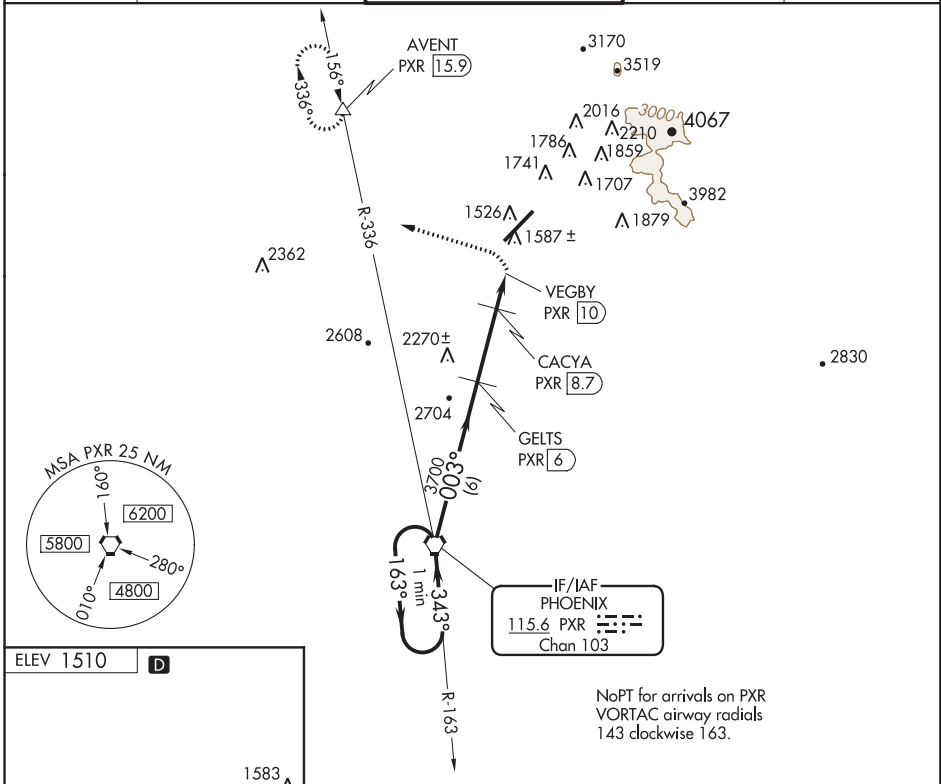 AVENT
PXR 15.9
156°
336°
3170
3519
3000
4067
2016
2210
1786
1859
1741
1707
3982
1879
1526
1587 ±
R-336
2362
VEGBY
PXR 10
2608
2270±
CACYA
PXR 8.7
2830
2704
GELTS
PXR 6
3700
003°
(6)
MSA PXR 25 NM
160°
6200
5800
280°
010°
4800
163°
1 min
343°
IF/IAF
PHOENIX
115.6 PXR
Chan 103
R-163
NoPT for arrivals on PXR
VORTAC airway radials
143 clockwise 163.
ELEV 1510 D
1583